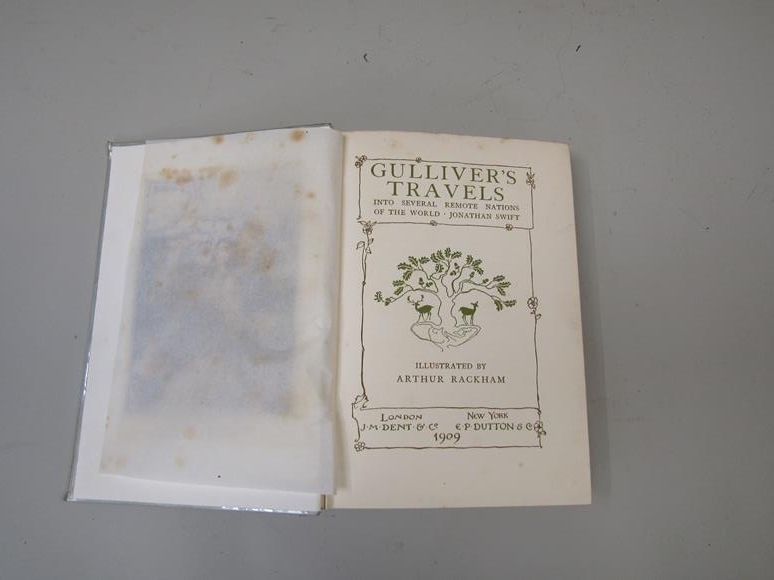 GULLIVER'S
TRAVELS
INTO SEVERAL REMOTE NATIONS
OF THE WORLD · JONATHAN SWIFT
ILLUSTRATED BY
ARTHUR RACKHAM
LONDON NEW YORK
J·M·DENT·&·Co E·P·DUTTON & Co
1909